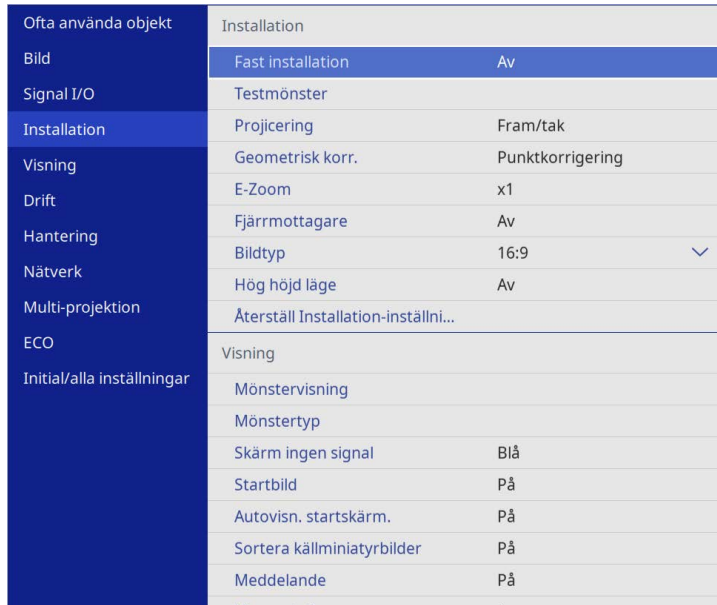 Ofta använda objekt
Bild
Signal I/O
Installation
Visning
Drift
Hantering
Nätverk
Multi-projektion
ECO
Initial/alla inställningar
Installation
Fast installation Av
Testmönster
Projicering Fram/tak
Geometrisk korr. Punktkorrigering
E-Zoom x1
Fjärrmottagare Av
Bildtyp 16:9
Hög höjd läge Av
Återställ Installation-inställni...
Visning
Mönstervisning
Mönstertyp
Skärm ingen signal Blå
Startbild På
Autovisn. startskärm. På
Sortera källminiatyrbilder På
Meddelande På